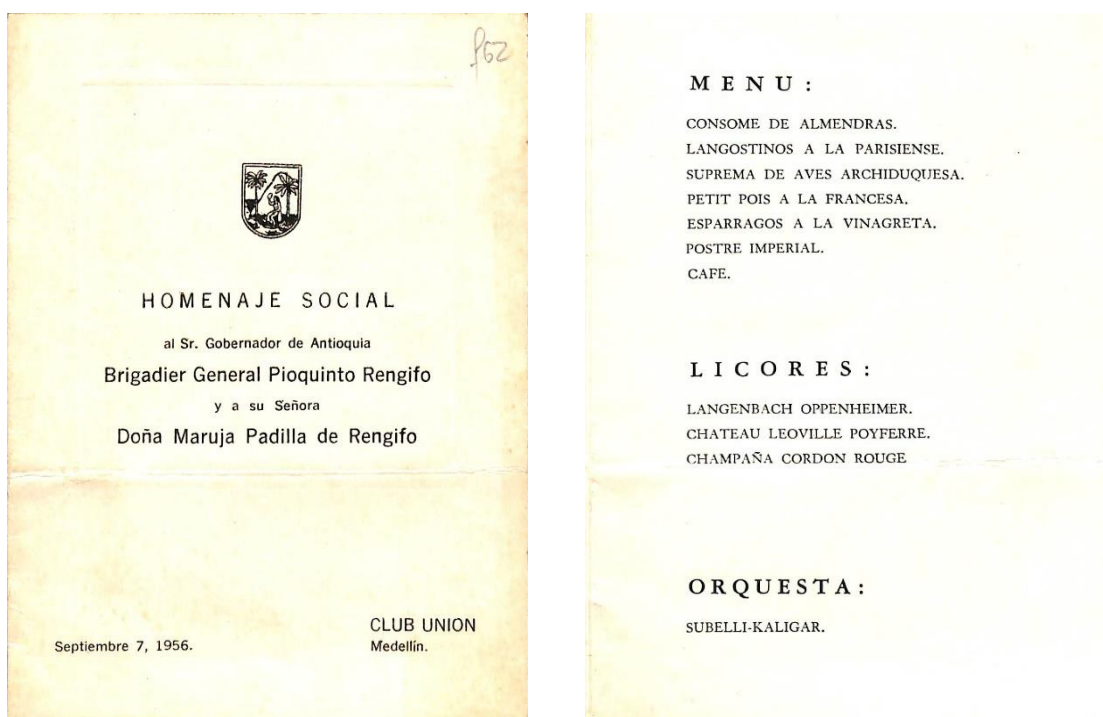 f62
HOMENAJE SOCIAL
al Sr. Gobernador de Antioquia
Brigadier General Pioquinto Rengifo
y a su Señora
Doña Maruja Padilla de Rengifo
Septiembre 7, 1956.
CLUB UNION
Medellín.
MENU:
CONSOME DE ALMENDRAS.
LANGOSTINOS A LA PARISIENSE.
SUPREMA DE AVES ARCHIDUQUESA.
PETIT POIS A LA FRANCESA.
ESPARRAGOS A LA VINAGRETA.
POSTRE IMPERIAL.
CAFE.
LICORES:
LANGENBACH OPPENHEIMER.
CHATEAU LEOVILLE POYFERRE.
CHAMPAÑA CORDON ROUGE
ORQUESTA:
SUBELLI-KALIGAR.